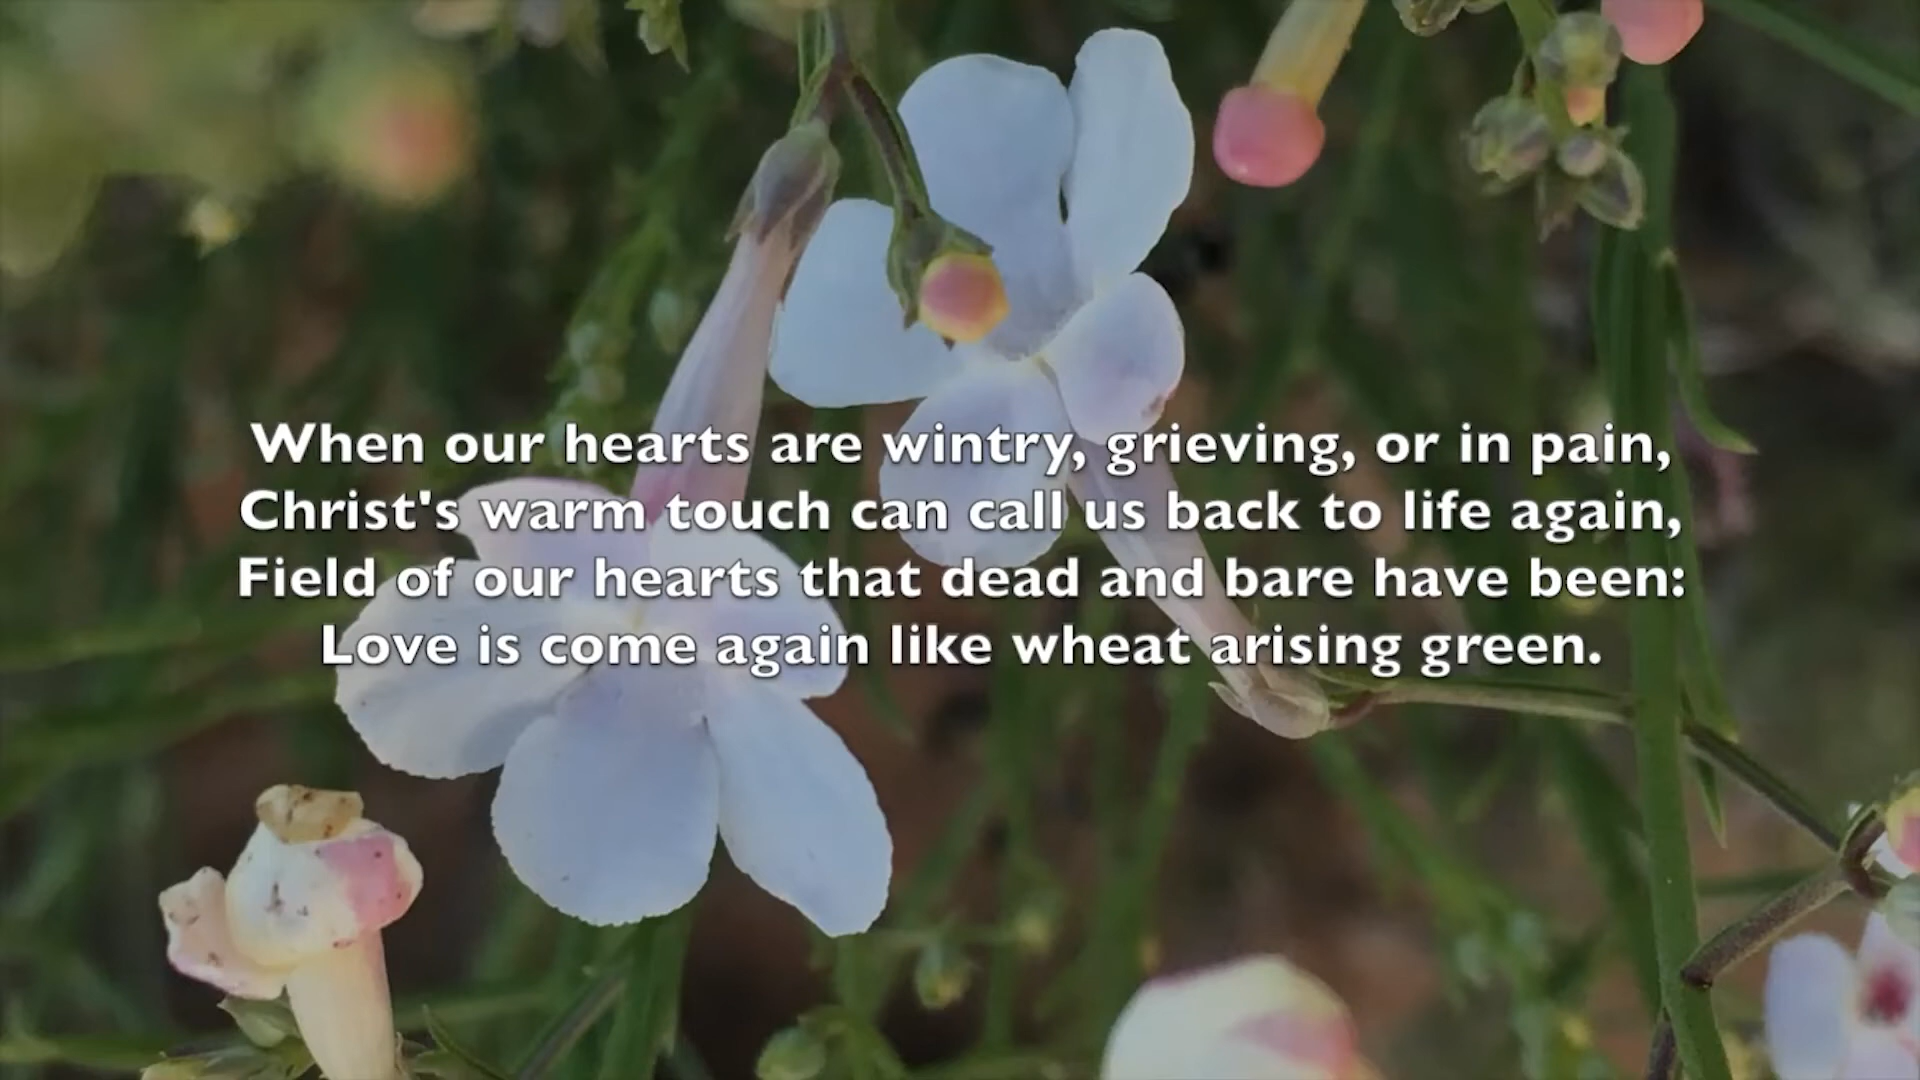 When our hearts are wintry, grieving, or in pain,
Christ's warm touch can call us back to life again,
Field of our hearts that dead and bare have been:
Love is come again like wheat arising green.